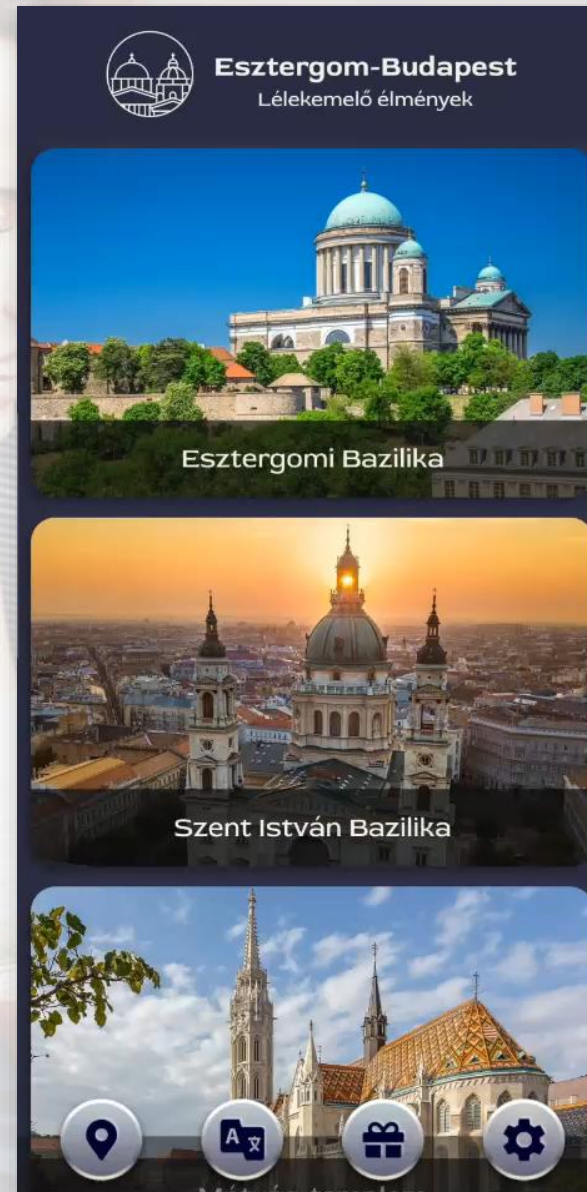 Esztergom-Budapest
Lélekemelő élmények
Esztergomi Bazilika
Szent István Bazilika